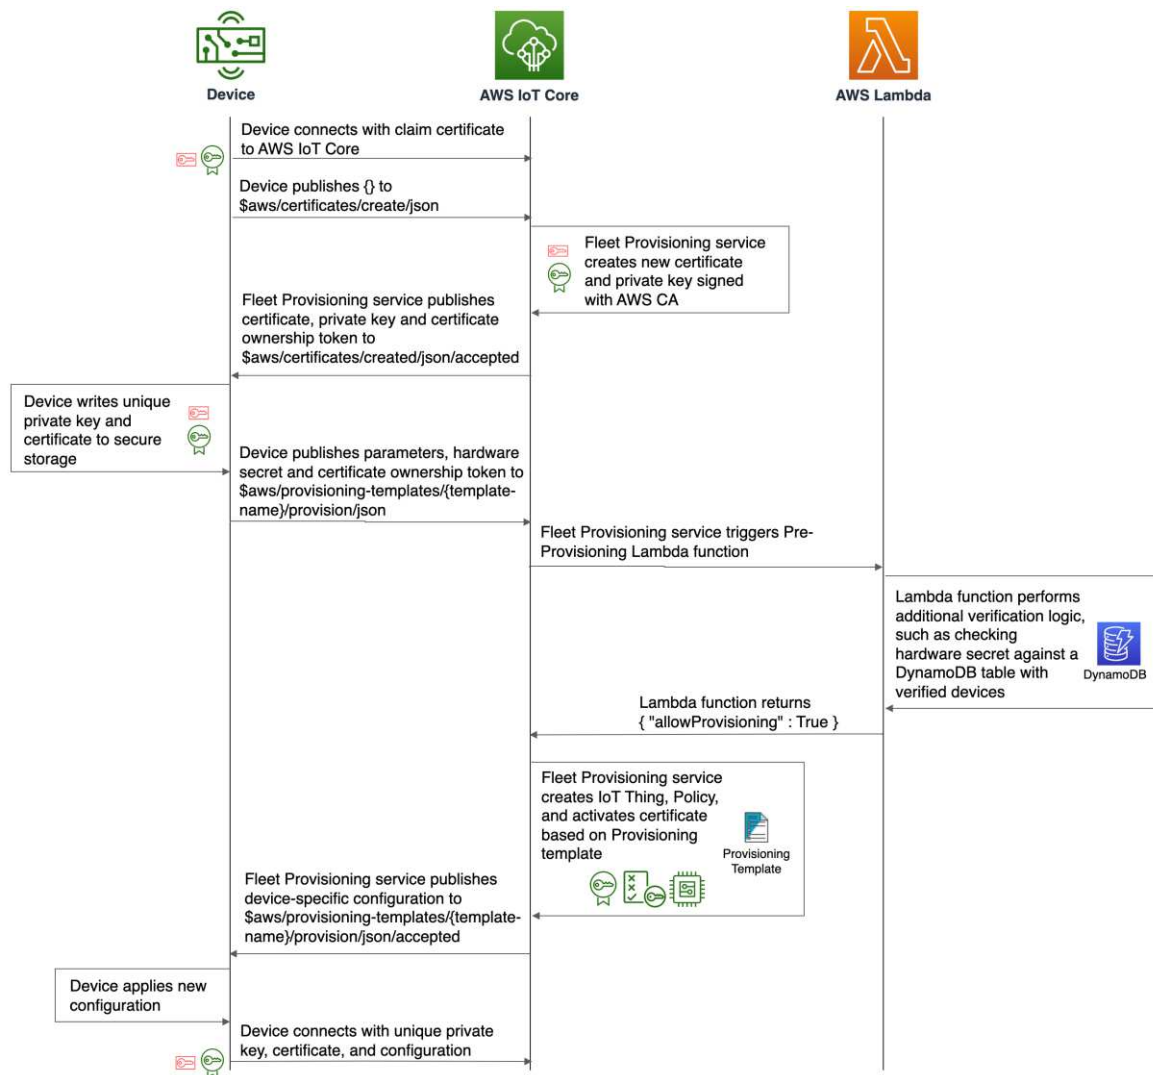 Device
AWS IoT Core
AWS Lambda
Device connects with claim certificate
to AWS IoT Core
Device publishes {} to
$aws/certificates/create/json
Fleet Provisioning service
creates new certificate
and private key signed
with AWS CA
Fleet Provisioning service publishes
certificate, private key and certificate
ownership token to
$aws/certificates/created/json/accepted
Device writes unique
private key and
certificate to secure
storage
Device publishes parameters, hardware
secret and certificate ownership token to
$aws/provisioning-templates/{template-
name}/provision/json
Fleet Provisioning service triggers Pre-
Provisioning Lambda function
Lambda function performs
additional verification logic,
such as checking
hardware secret against a
DynamoDB table with
verified devices
DynamoDB
Lambda function returns
{ "allowProvisioning" : True }
Fleet Provisioning service
creates IoT Thing, Policy,
and activates certificate
based on Provisioning
template
Provisioning
Template
Fleet Provisioning service publishes
device-specific configuration to
$aws/provisioning-templates/{template-
name}/provision/json/accepted
Device applies new
configuration
Device connects with unique private
key, certificate, and configuration